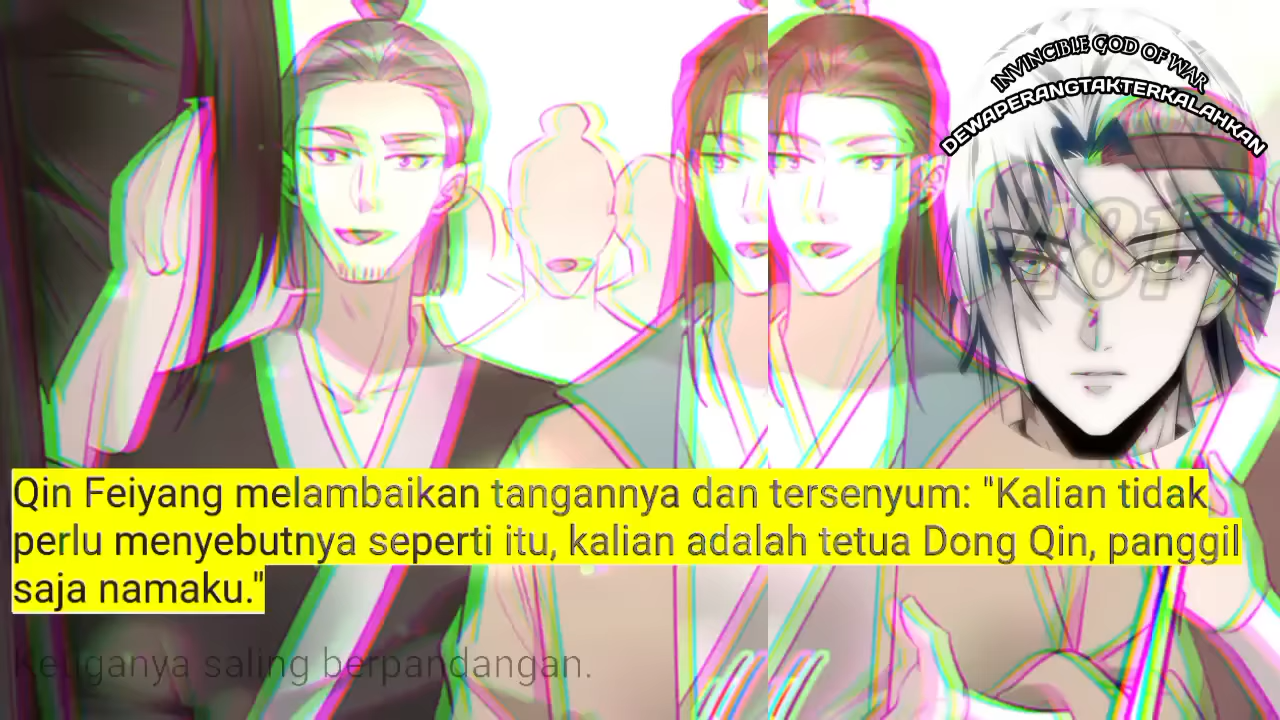 INVINCIBLE GOD OF WAR
DEWAPERANGTAKTERKALAHKAN
481
Qin Feiyang melambaikan tangannya dan tersenyum: "Kalian tidak
perlu menyebutnya seperti itu, kalian adalah tetua Dong Qin, panggil
saja namaku."
Ketiganya saling berpandangan.